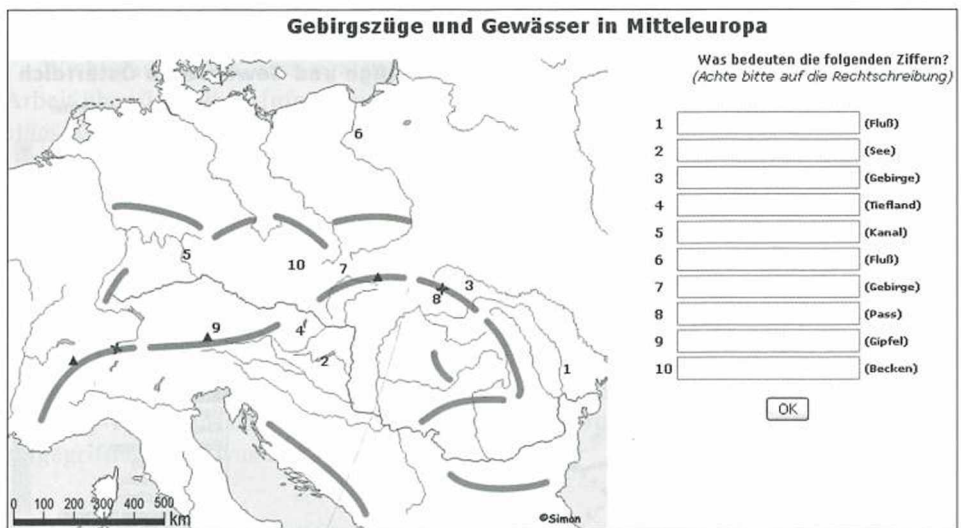 Gebirgszüge und Gewässer in Mitteleuropa
Was bedeuten die folgenden Ziffern?
(Achte bitte auf die Rechtschreibung)
6
5
10
7
3
8
9
4
2
1
1 (Fluß)
2 (See)
3 (Gebirge)
4 (Tiefland)
5 (Kanal)
6 (Fluß)
7 (Gebirge)
8 (Pass)
9 (Gipfel)
10 (Becken)
OK
0 100 200 300 400 500 km
©Simon